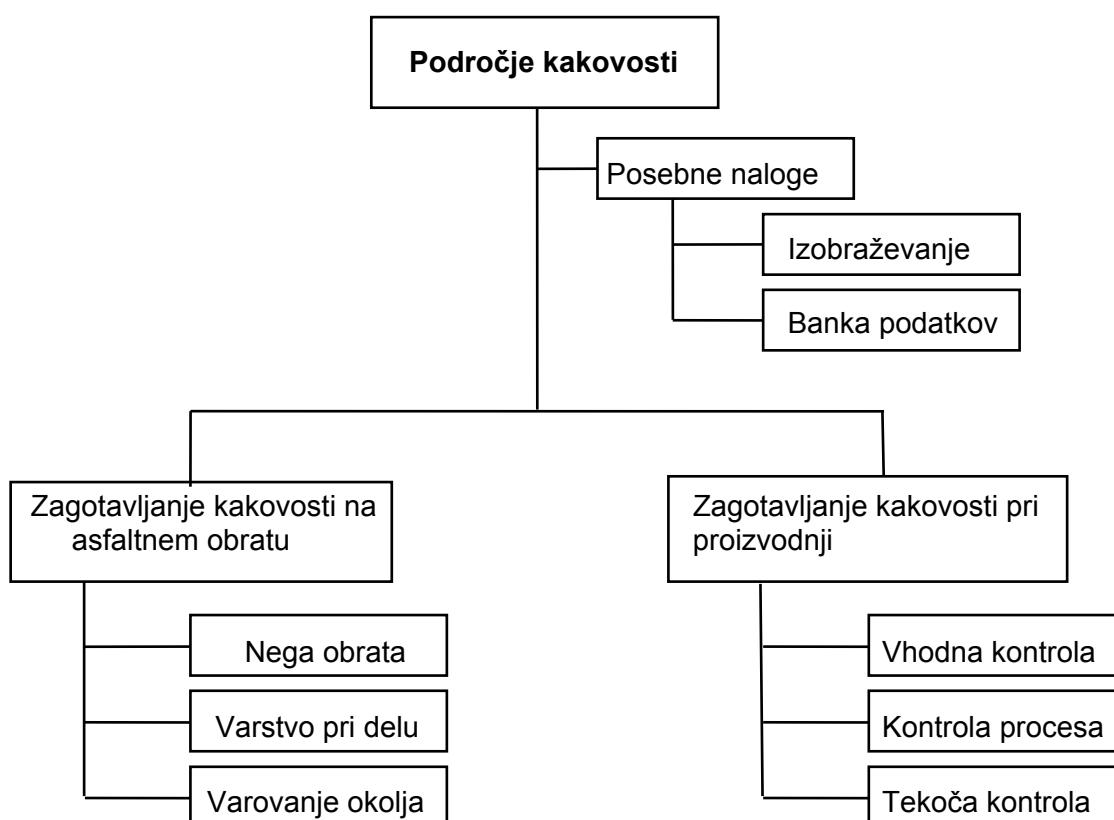 Področje kakovosti
Posebne naloge
Izobraževanje
Banka podatkov
Zagotavljanje kakovosti na
asfaltnem obratu
Nega obrata
Varstvo pri delu
Varovanje okolja
Zagotavljanje kakovosti pri
proizvodnji
Vhodna kontrola
Kontrola procesa
Tekoča kontrola